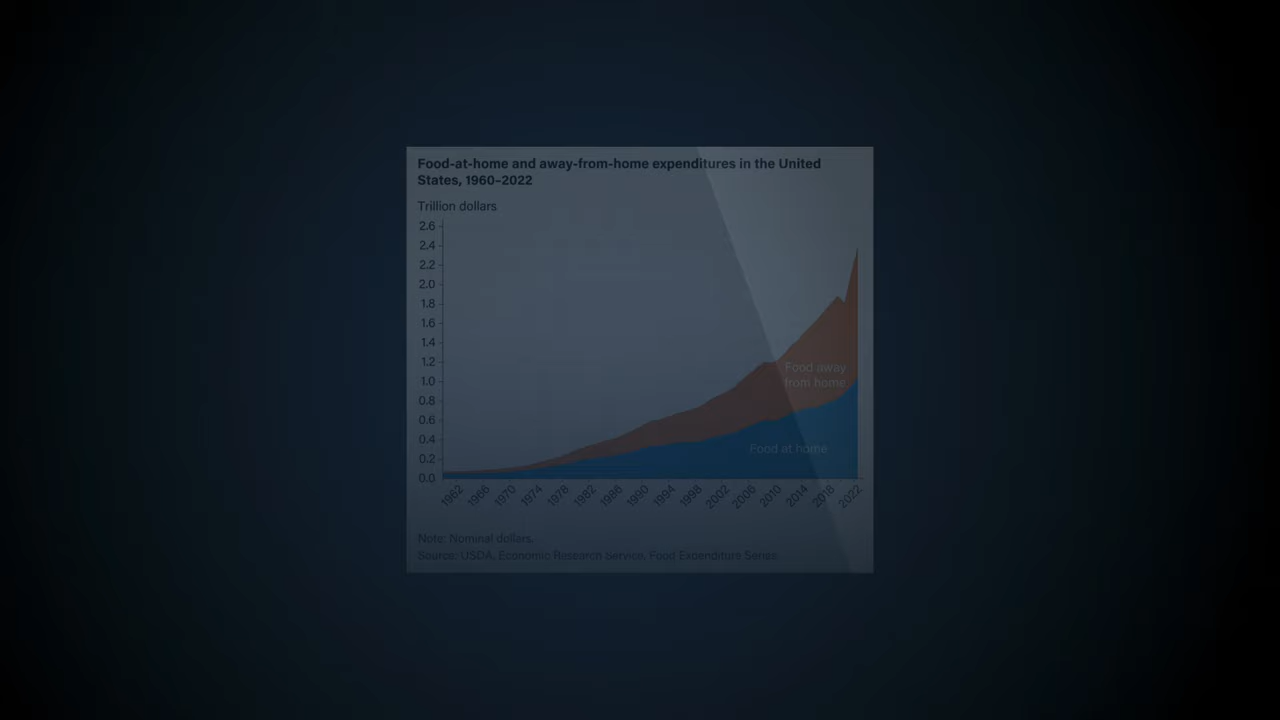 Food-at-home and away-from-home expenditures in the United
States, 1960–2022
Trillion dollars
2.6
2.4
2.2
2.0
1.8
1.6
1.4
1.2
1.0
0.8
0.6
0.4
0.2
0.0
Food away
from home
Food at home
1962 1966 1970 1974 1978 1982 1986 1990 1994 1998 2002 2006 2010 2014 2018 2022
Note: Nominal dollars.
Source: USDA, Economic Research Service, Food Expenditure Series.